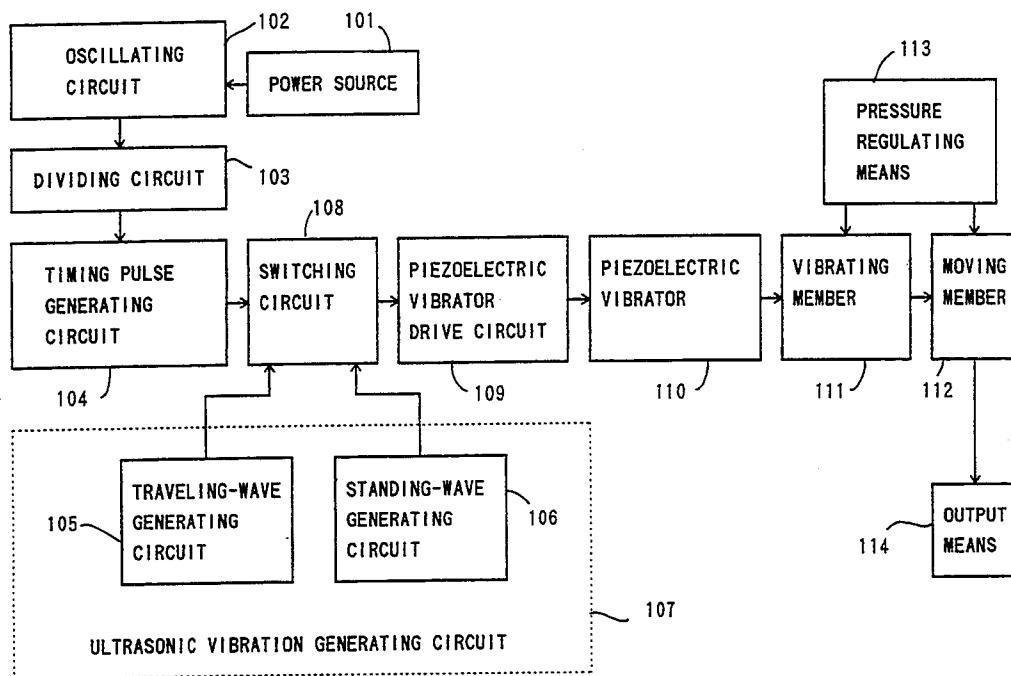 102
101
OSCILLATING
CIRCUIT
POWER SOURCE
113
PRESSURE
REGULATING
MEANS
DIVIDING CIRCUIT
103
108
TIMING PULSE
GENERATING
CIRCUIT
SWITCHING
CIRCUIT
PIEZOELECTRIC
VIBRATOR
DRIVE CIRCUIT
PIEZOELECTRIC
VIBRATOR
VIBRATING
MEMBER
MOVING
MEMBER
104
109
110
111
112
TRAVELING-WAVE
GENERATING
CIRCUIT
105
STANDING-WAVE
GENERATING
CIRCUIT
106
OUTPUT
MEANS
114
107
ULTRASONIC VIBRATION GENERATING CIRCUIT